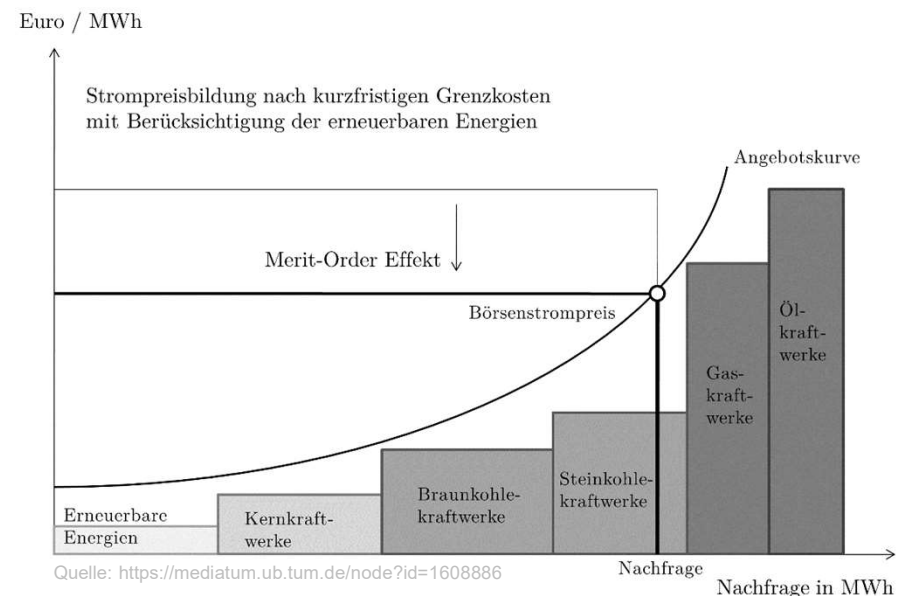 Euro / MWh
Strompreisbildung nach kurzfristigen Grenzkosten
mit Berücksichtigung der erneuerbaren Energien
Angebotskurve
Merit-Order Effekt
Börsenstrompreis
Öl-
kraft-
werke
Gas-
kraft-
werke
Steinkohle-
kraftwerke
Braunkohle-
kraftwerke
Erneuerbare
Energien
Kernkraft-
werke
Quelle: https://mediatum.ub.tum.de/node?id=1608886
Nachfrage
Nachfrage in MWh